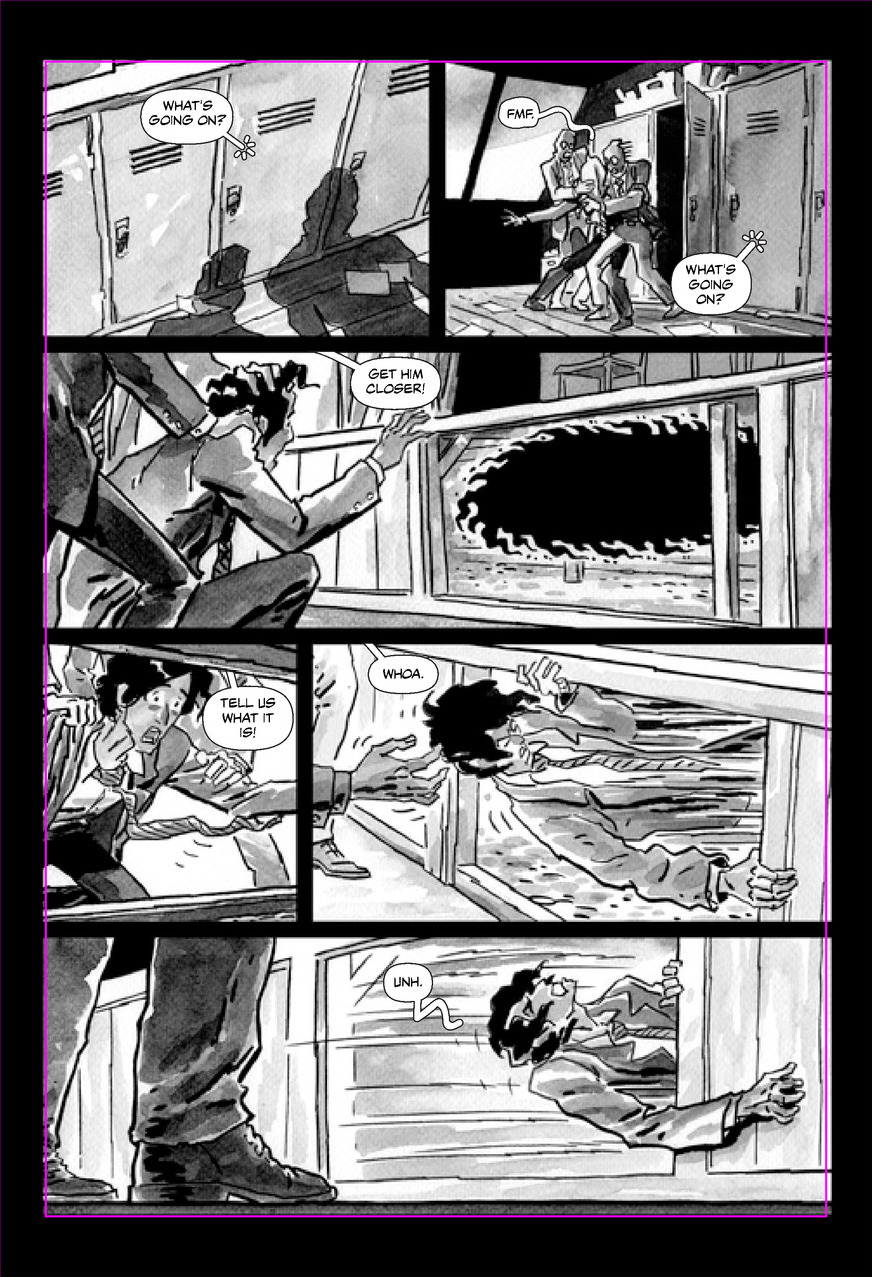 WHAT'S
GOING ON?
FMF.
WHAT'S
GOING
ON?
GET HIM
CLOSER!
TELL US
WHAT IT
IS!
WHOA.
UNH.